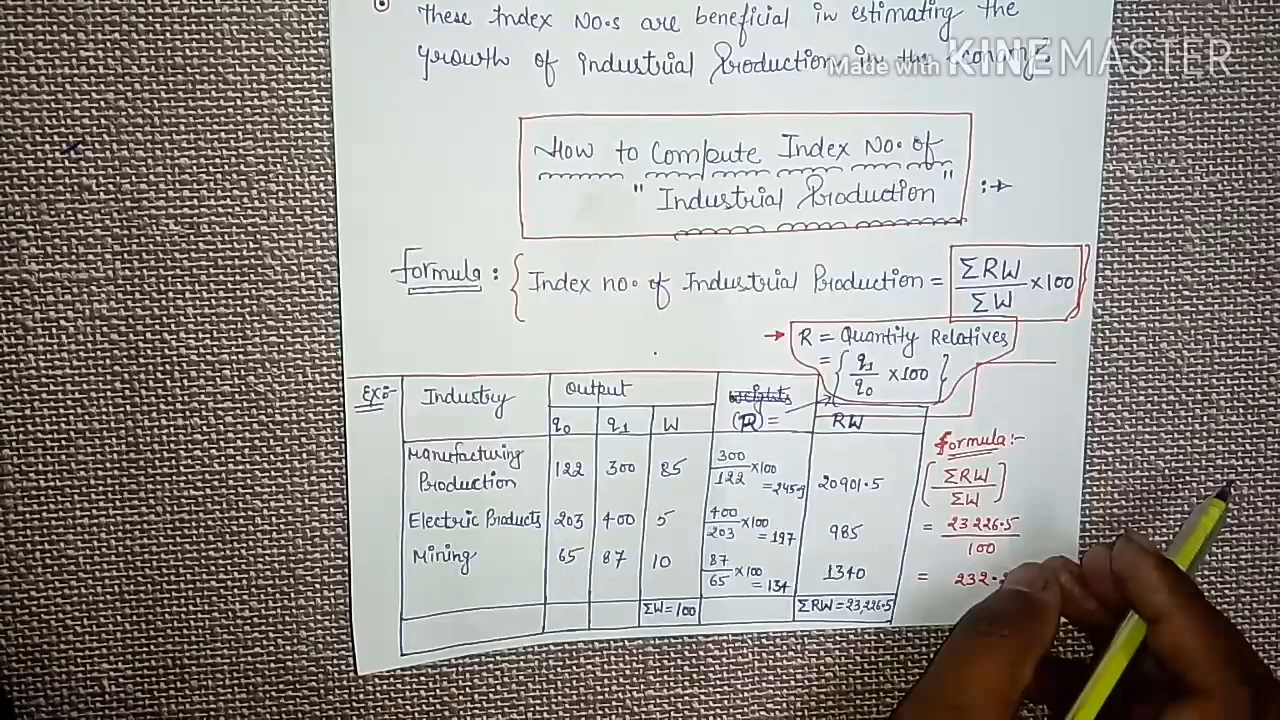 These Index No.s are beneficial in estimating the
growth of industrial Production in the
Made with KINEMASTER
How to Compute Index No. of
" Industrial Production " :→
Formula : { Index no. of Industrial Production = ΣRW / ΣW × 100 }
→ R = Quantity Relatives
= { q1 / q0 × 100 }
Ex:-
Industry Output (R) = RW
q0 q1 W
Manufacturing Production 122 300 85 300/122 × 100 = 245.9 20901.5
Electric Products 203 400 5 400/203 × 100 = 197 985
Mining 65 87 10 87/65 × 100 = 134 1340
ΣW = 100 ΣRW = 23,226.5
Formula:-
[ ΣRW / ΣW ]
= 23226.5 / 100
= 232.